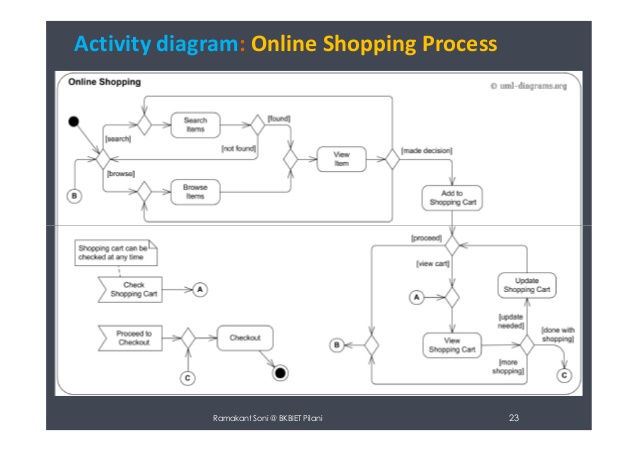 Activity diagram: Online Shopping Process
Online Shopping
© uml-diagrams.org
Search
Items
[found]
[search]
[not found]
View
Item
[made decision]
[browse]
Browse
Items
B
Add to
Shopping Cart
Shopping cart can be
checked at any time
[proceed]
[view cart]
Check
Shopping Cart
A
A
Update
Shopping Cart
[update
needed]
[done with
shopping]
Proceed to
Checkout
Checkout
B
View
Shopping Cart
[more
shopping]
C
C
Ramakant Soni @ BKBIET Pilani
23